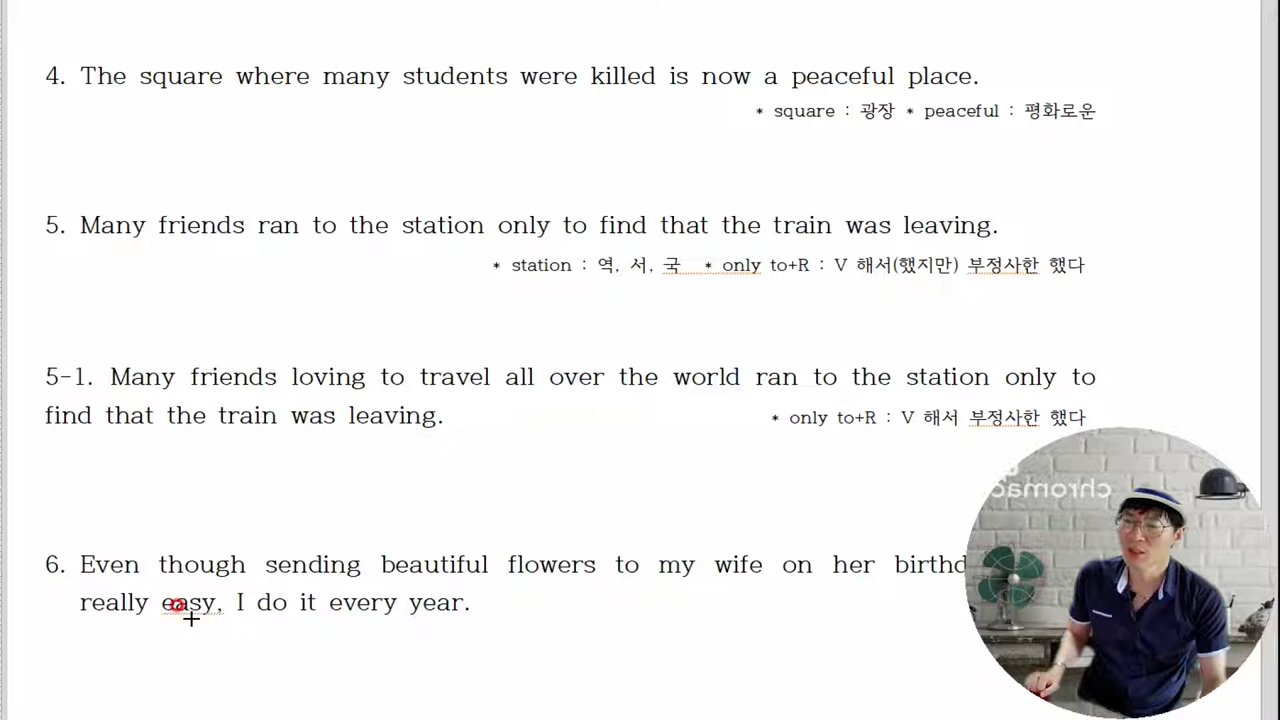 4. The square where many students were killed is now a peaceful place.
* square : 광장 * peaceful : 평화로운
5. Many friends ran to the station only to find that the train was leaving.
* station : 역, 서, 국 * only to+R : V 해서(했지만) 부정사한 했다
5-1. Many friends loving to travel all over the world ran to the station only to
find that the train was leaving.
* only to+R : V 해서 부정사한 했다
6. Even though sending beautiful flowers to my wife on her birthd
really easy, I do it every year.